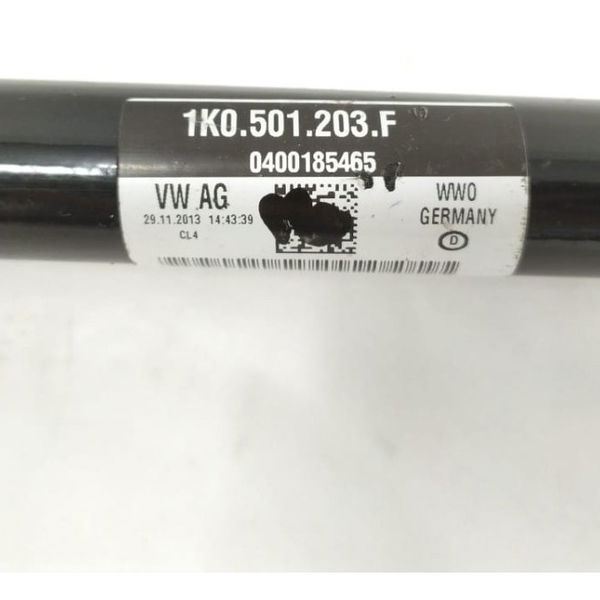 1K0.501.203.F
0400185465
VW AG
29.11.2013 14:43:39
CL4
WWO
GERMANY
D